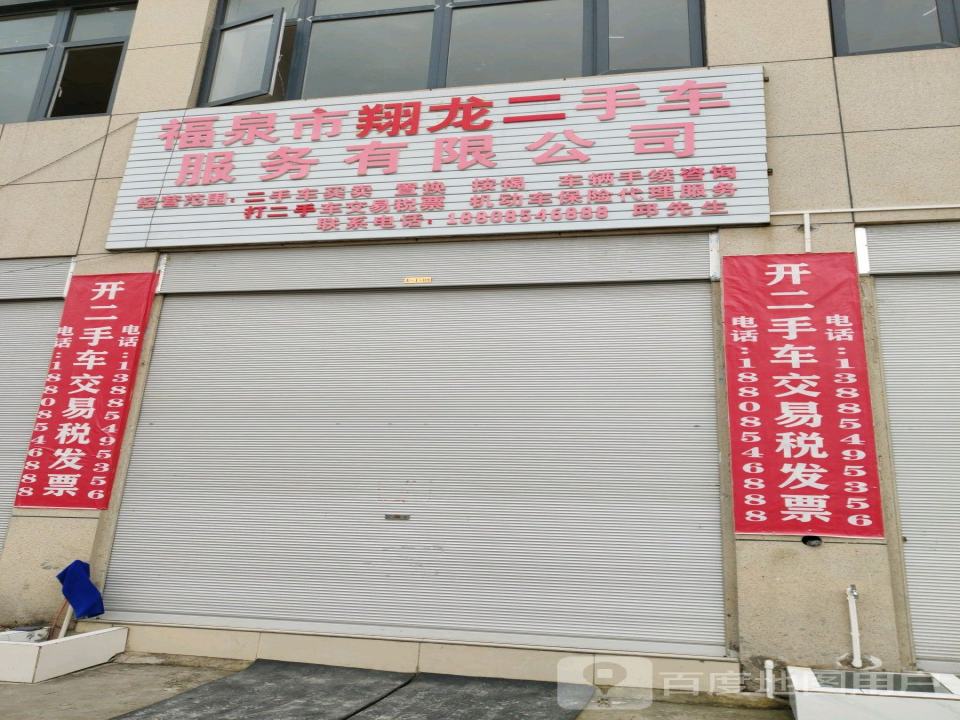 福泉市翔龙二手车
服务有限公司
经营范围:二手车买卖 置换 按揭 车辆手续咨询
打二手车交易税票 机动车保险代理服务
联系电话:18808546888 邱先生
电话:18808546888
开二手车交易税发票
电话:13885495356
电话:18808546888
开二手车交易税发票
电话:13885495356
百度地图用户